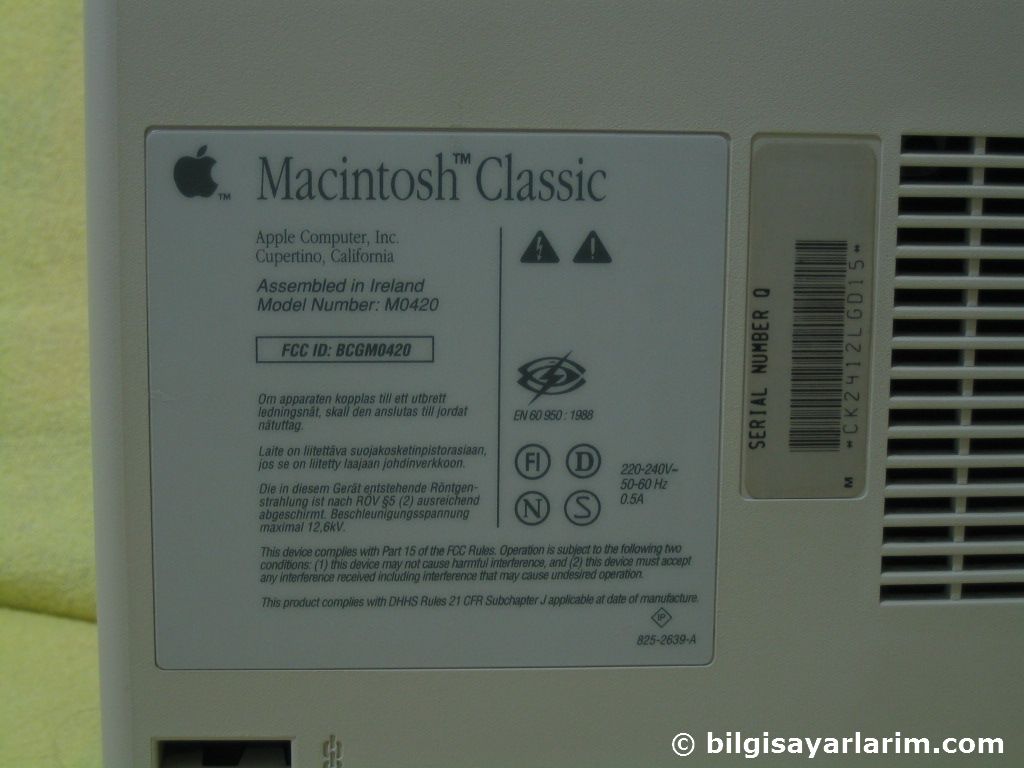 Macintosh™ Classic
™
Apple Computer, Inc.
Cupertino, California
Assembled in Ireland
Model Number: M0420
FCC ID: BCGM0420
Om apparaten kopplas till ett utbrett
ledningsnät, skall den anslutas till jordat
nätuttag.
Laite on liitettävä suojakosketinpistorasiaan,
jos se on liitetty laajaan johdinverkkoon.
Die in diesem Gerät entstehende Röntgen-
strahlung ist nach RÖV §5 (2) ausreichend
abgeschirmt. Beschleunigungsspannung
maximal 12,6kV.
EN 60 950 : 1988
FI D
N S
220-240V~
50-60 Hz
0.5A
This device complies with Part 15 of the FCC Rules. Operation is subject to the following two
conditions: (1) this device may not cause harmful interference, and (2) this device must accept
any interference received including interference that may cause undesired operation.
This product complies with DHHS Rules 21 CFR Subchapter J applicable at date of manufacture.
IP
825-2639-A
SERIAL NUMBER Q
*CK2412LGD15*
M
© bilgisayarlarim.com